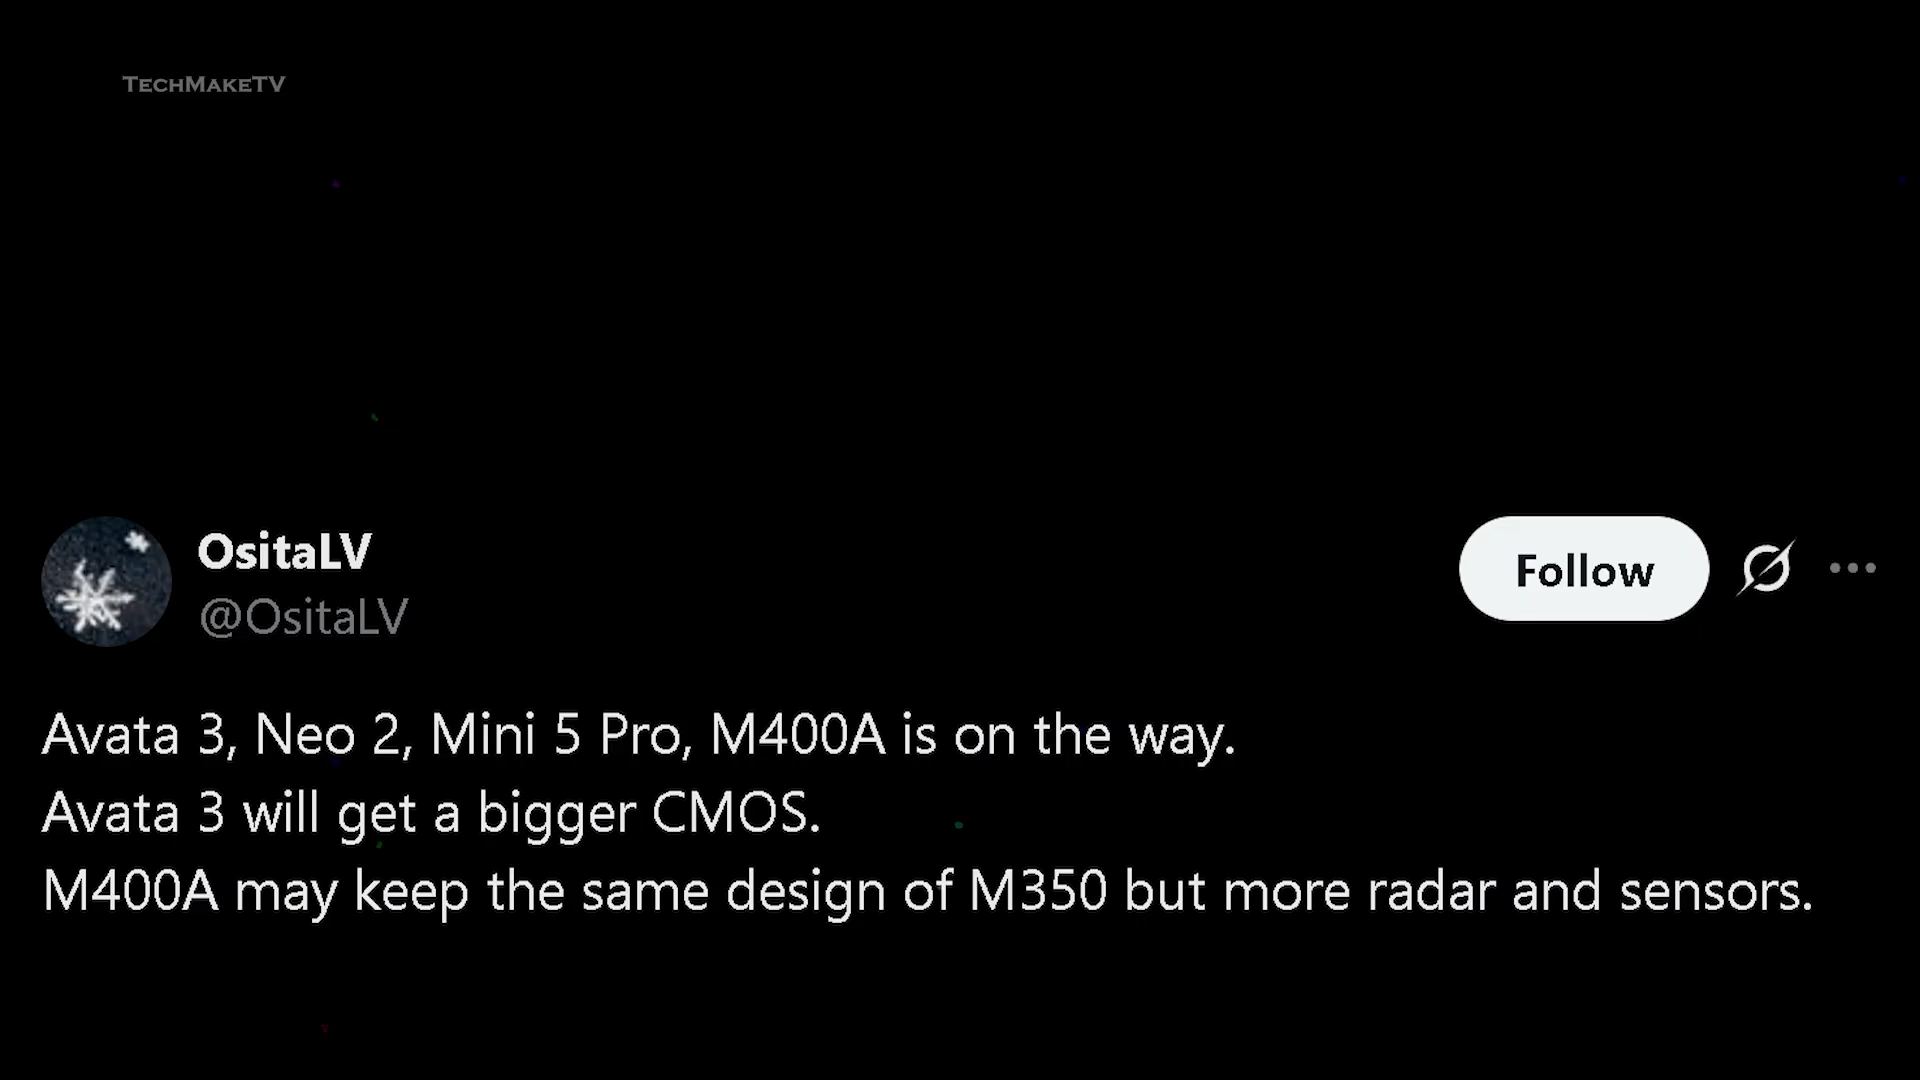 TECHMAKETV
OsitaLV
@OsitaLV
Follow
Avata 3, Neo 2, Mini 5 Pro, M400A is on the way.
Avata 3 will get a bigger CMOS.
M400A may keep the same design of M350 but more radar and sensors.